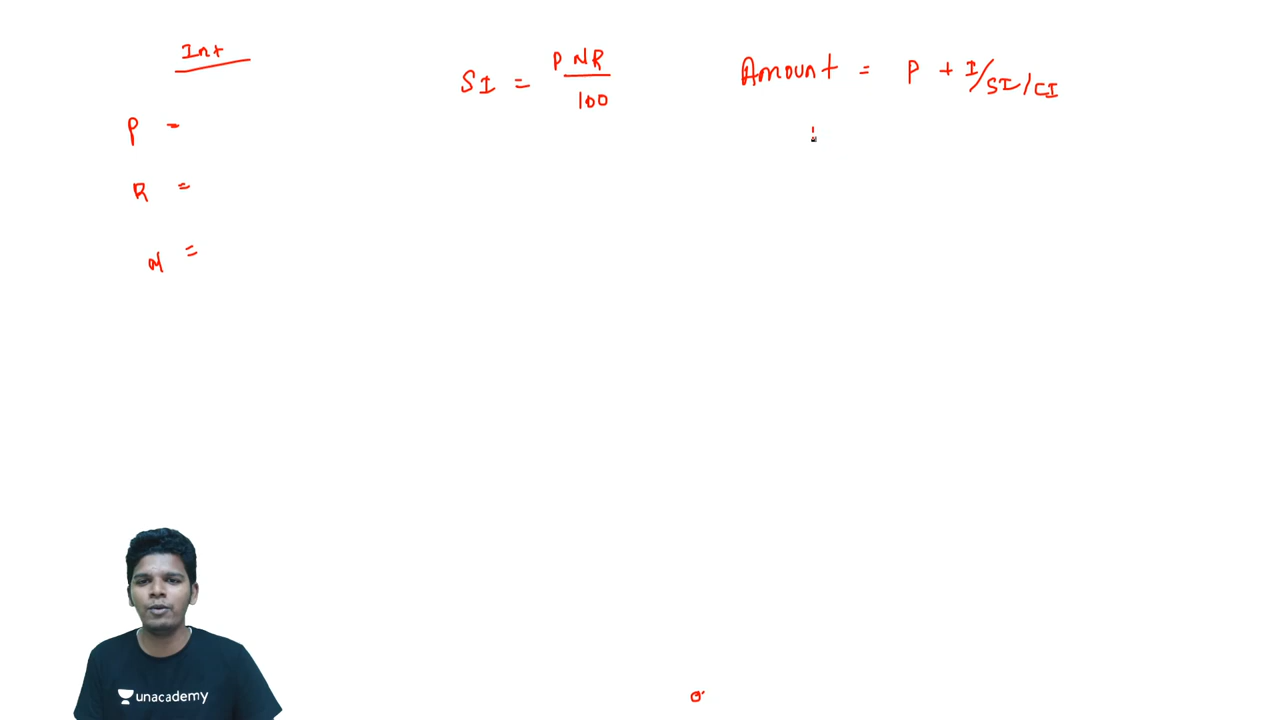 Int
P =
R =
N =
SI = PNR
100
Amount = P + I/SI/CI
unacademy